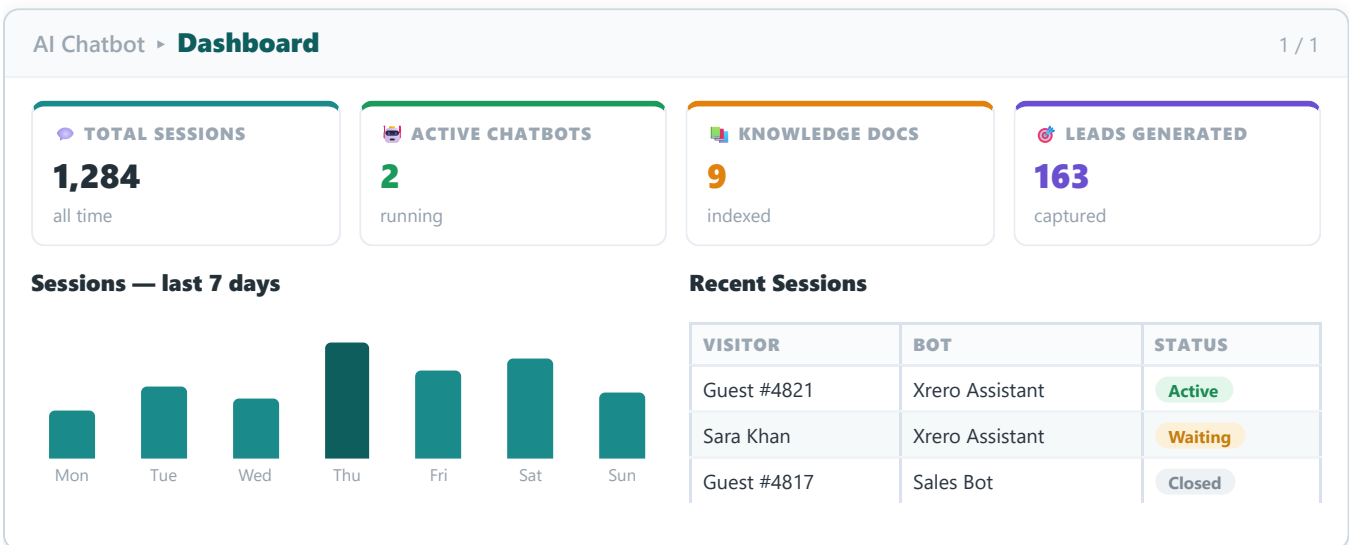 AI Chatbot ▸ Dashboard
1 / 1
TOTAL SESSIONS
1,284
all time
ACTIVE CHATBOTS
2
running
KNOWLEDGE DOCS
9
indexed
LEADS GENERATED
163
captured
Sessions — last 7 days
Mon Tue Wed Thu Fri Sat Sun
Recent Sessions
VISITOR BOT STATUS
Guest #4821 Xrero Assistant Active
Sara Khan Xrero Assistant Waiting
Guest #4817 Sales Bot Closed